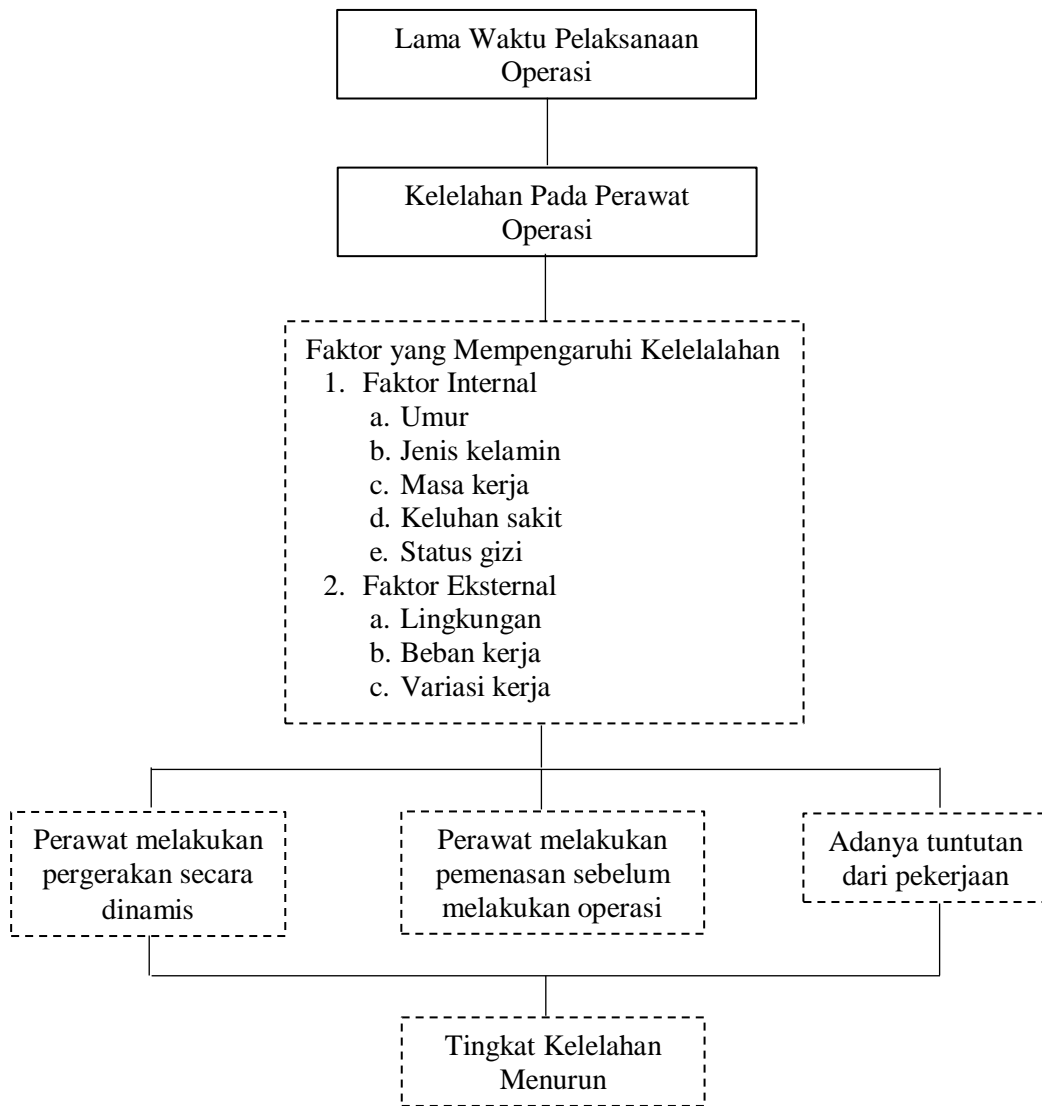 Lama Waktu Pelaksanaan
Operasi
Kelelahan Pada Perawat
Operasi
Faktor yang Mempengaruhi Kelelalahan
1. Faktor Internal
a. Umur
b. Jenis kelamin
c. Masa kerja
d. Keluhan sakit
e. Status gizi
2. Faktor Eksternal
a. Lingkungan
b. Beban kerja
c. Variasi kerja
Perawat melakukan
pergerakan secara
dinamis
Perawat melakukan
pemenasan sebelum
melakukan operasi
Adanya tuntutan
dari pekerjaan
Tingkat Kelelahan
Menurun